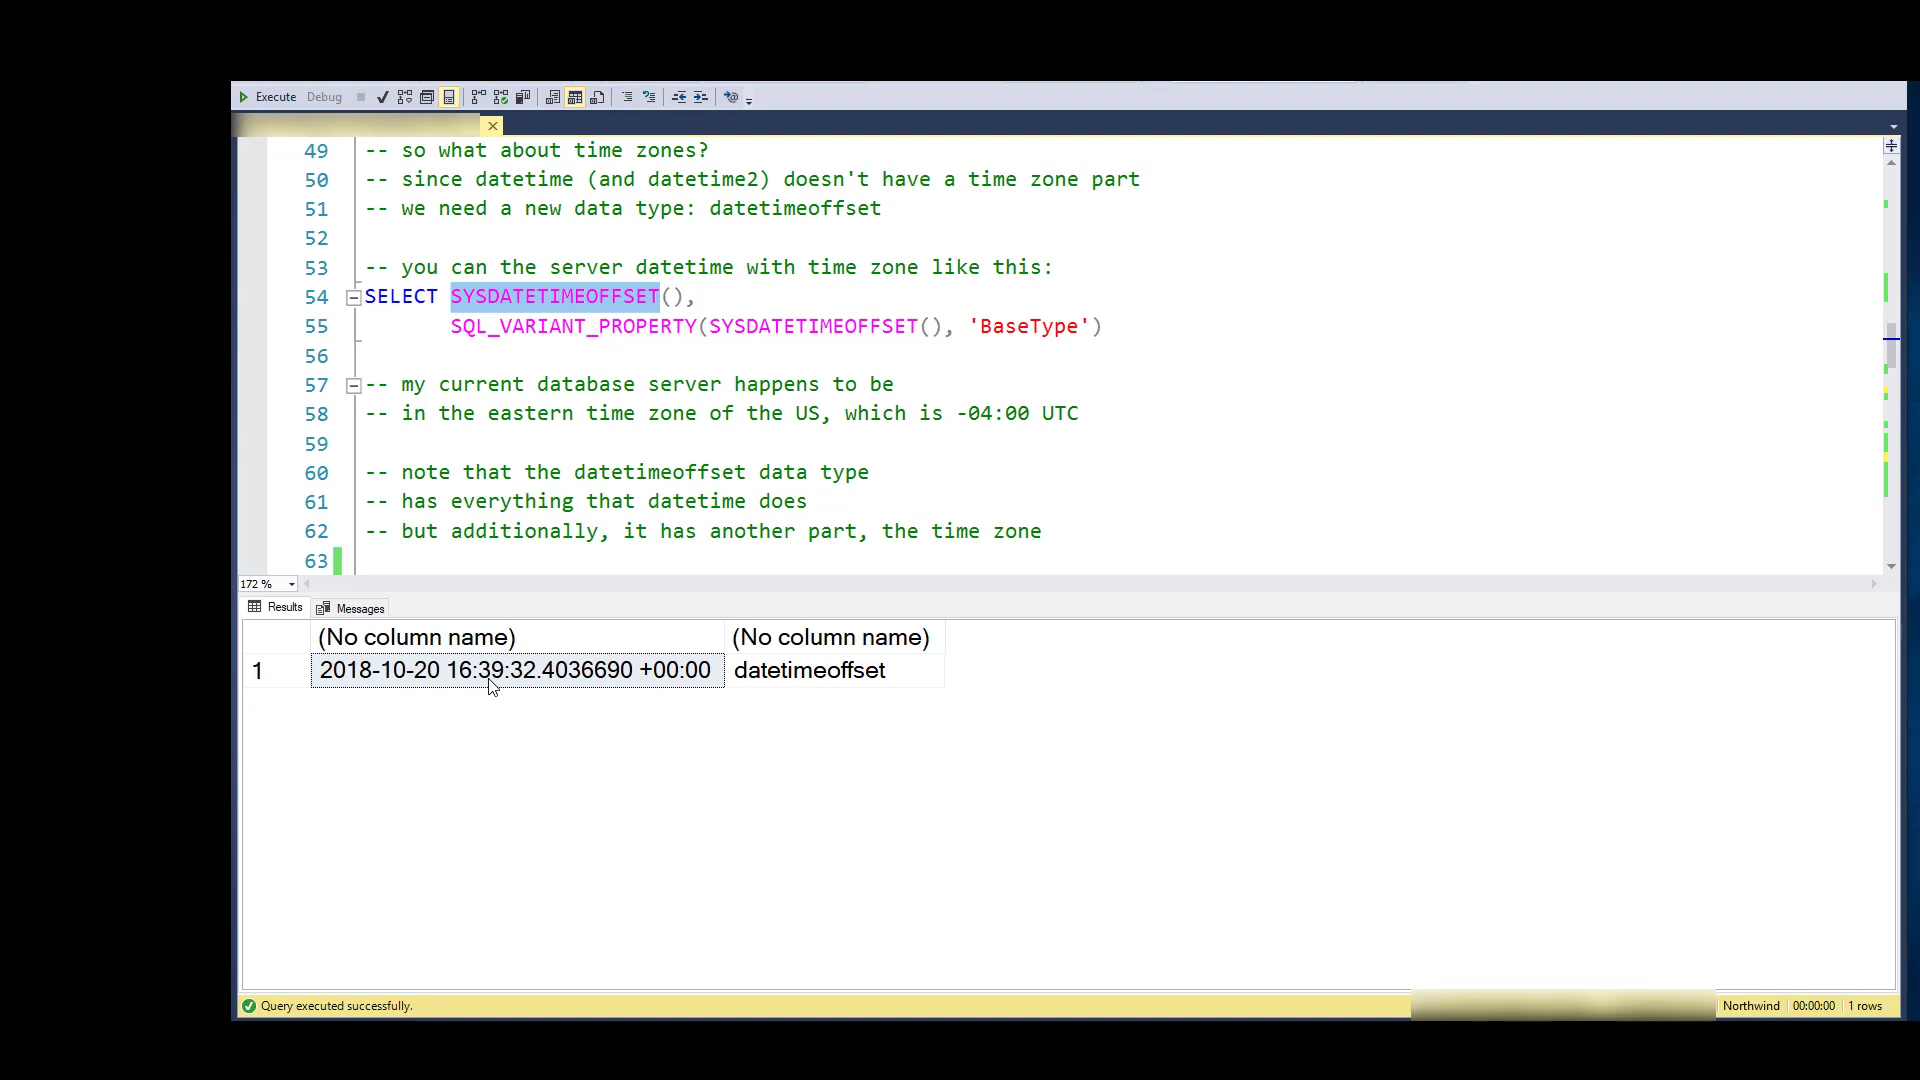 Execute Debug
49 -- so what about time zones?
50 -- since datetime (and datetime2) doesn't have a time zone part
51 -- we need a new data type: datetimeoffset
52
53 -- you can the server datetime with time zone like this:
54 SELECT SYSDATETIMEOFFSET(),
55 SQL_VARIANT_PROPERTY(SYSDATETIMEOFFSET(), 'BaseType')
56
57 -- my current database server happens to be
58 -- in the eastern time zone of the US, which is -04:00 UTC
59
60 -- note that the datetimeoffset data type
61 -- has everything that datetime does
62 -- but additionally, it has another part, the time zone
63
172 %
Results Messages
(No column name) (No column name)
1 2018-10-20 16:39:32.4036690 +00:00 datetimeoffset
Query executed successfully. Northwind 00:00:00 1 rows